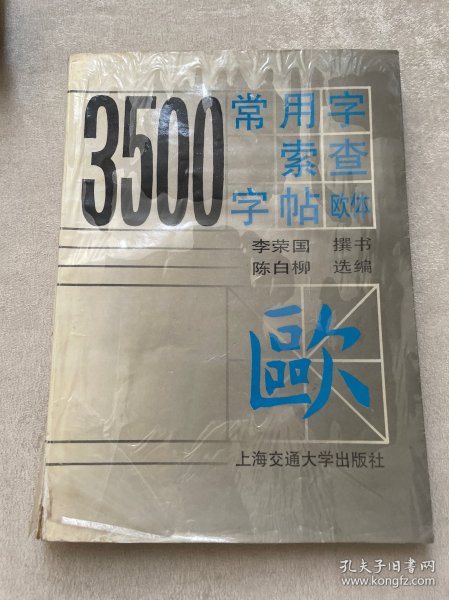 3500
常用字
索查
字帖 欧体
李荣国 撰书
陈白柳 选编
歐
上海交通大学出版社
孔夫子旧书网
www.kongfz.com